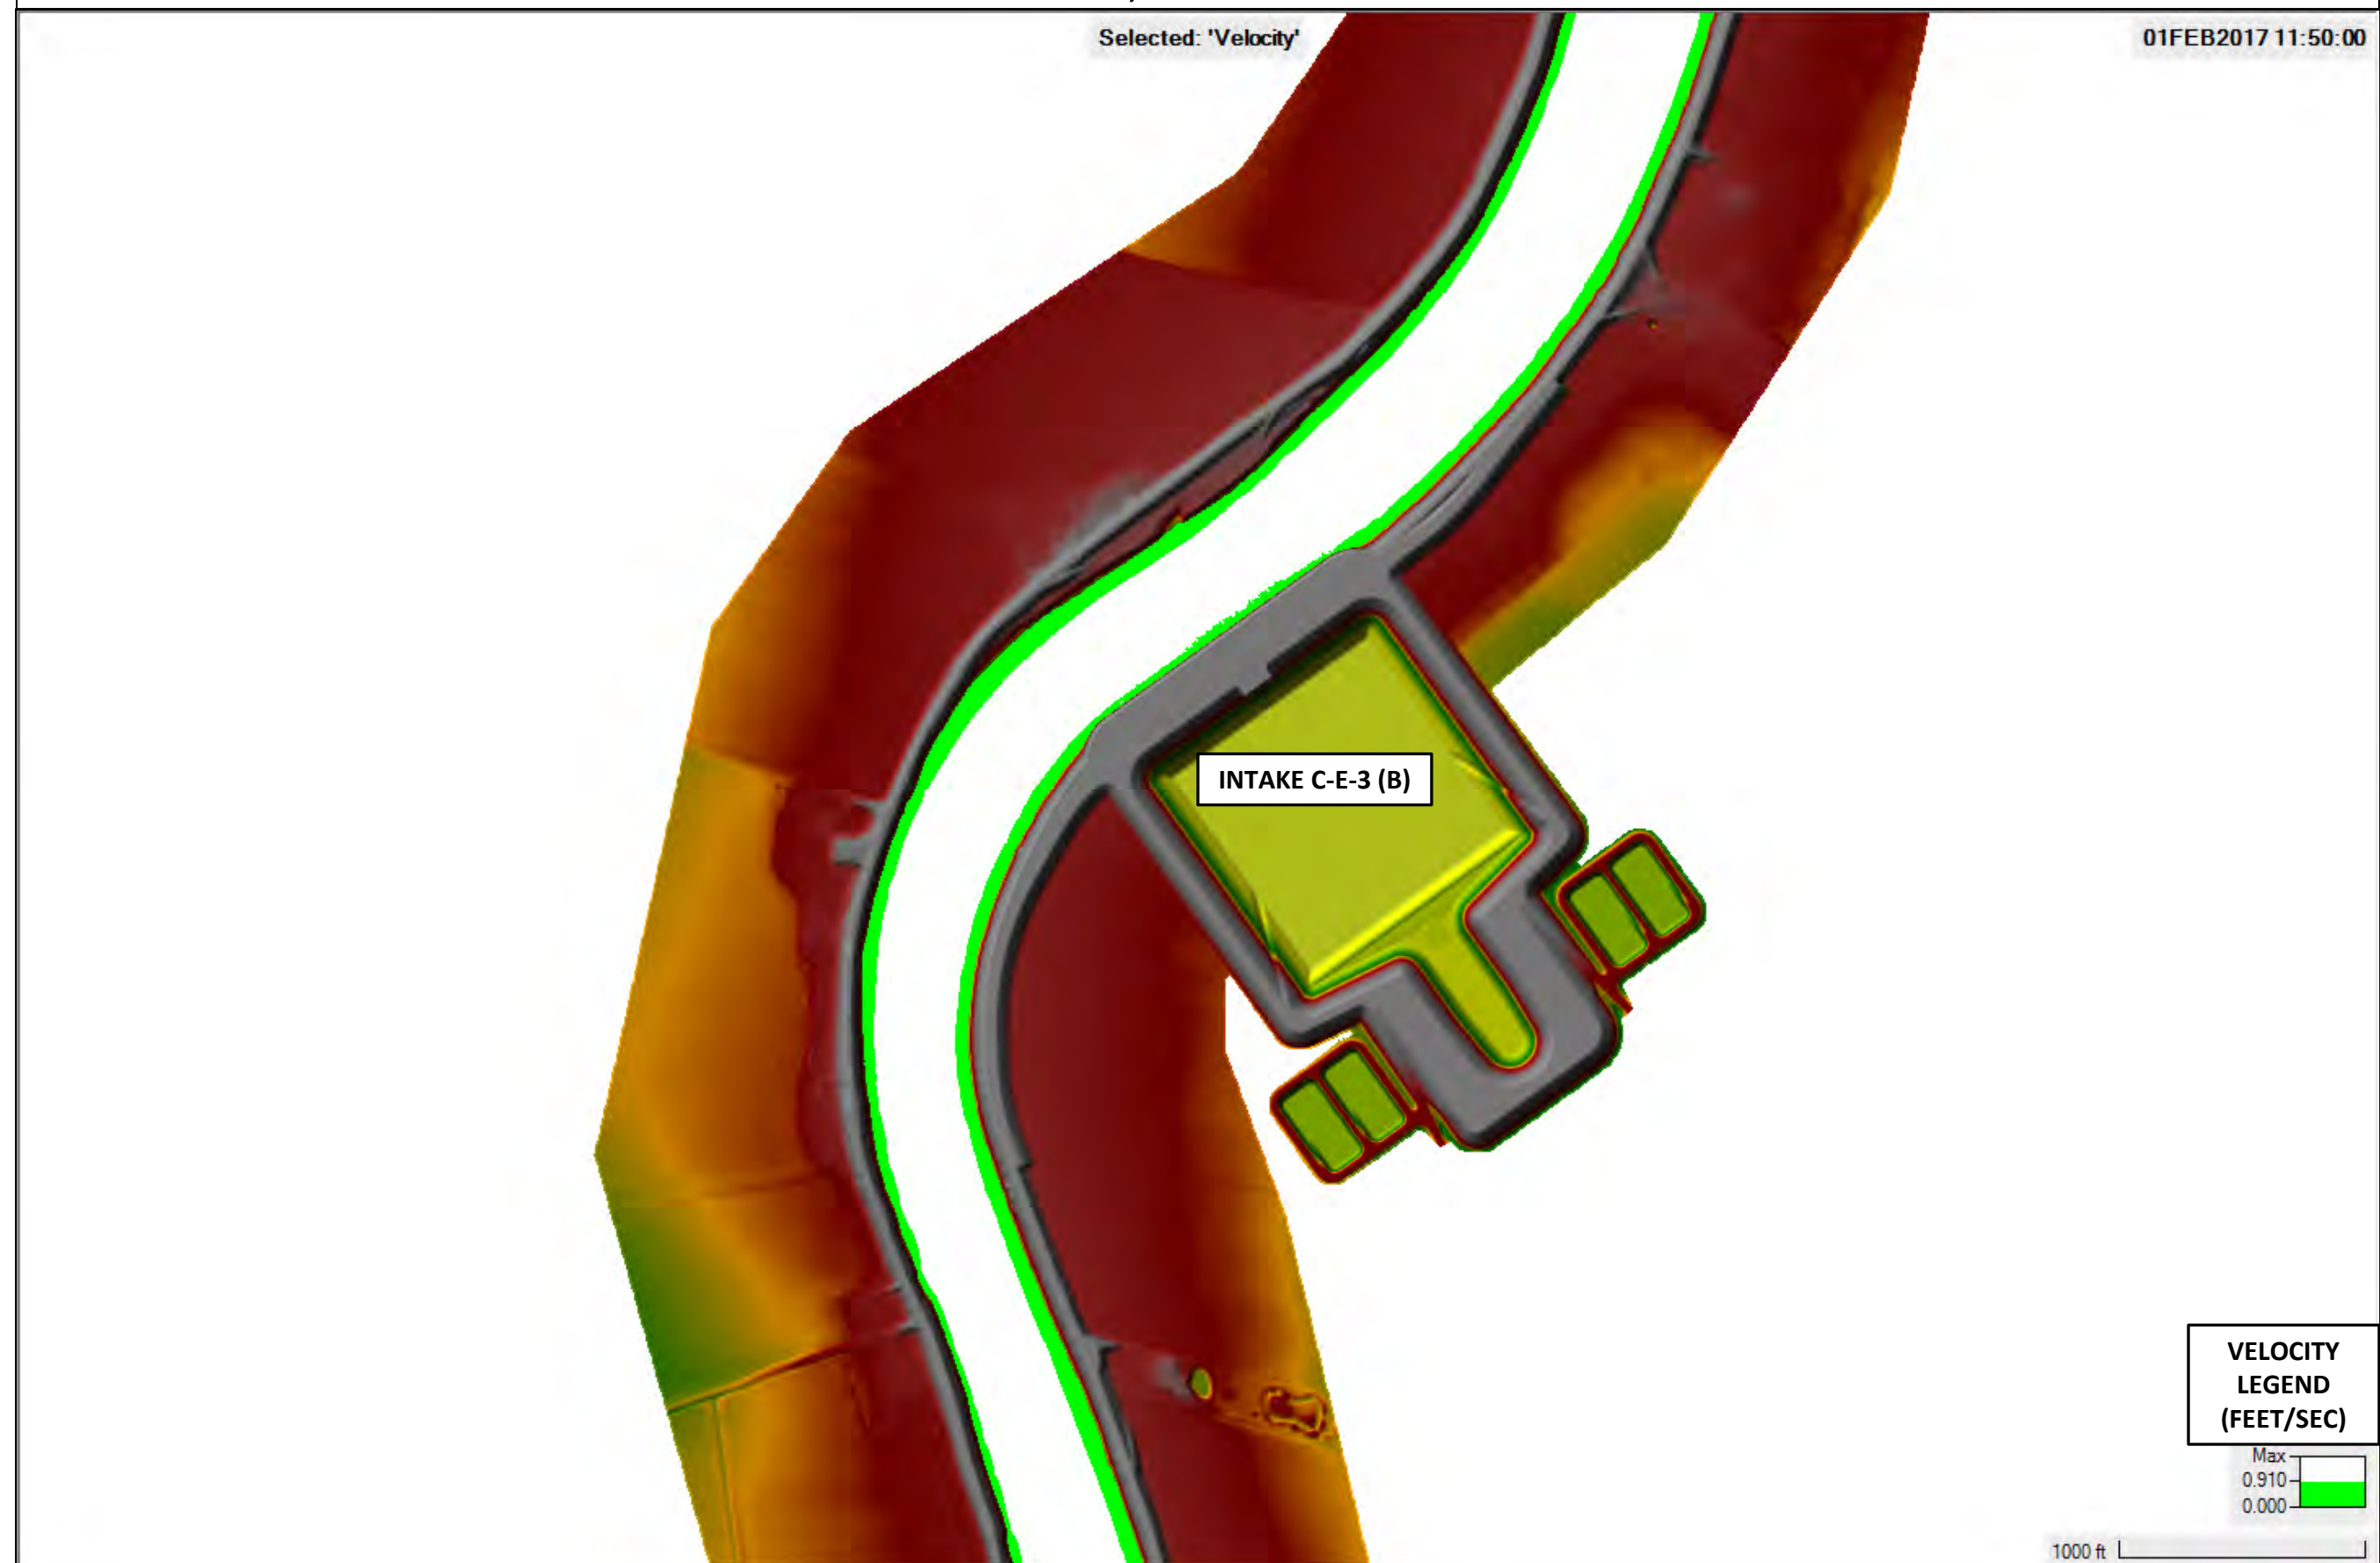 Selected: 'Velocity'
01FEB2017 11:50:00
INTAKE C-E-3 (B)
VELOCITY
LEGEND
(FEET/SEC)
Max
0.910
0.000
1000 ft